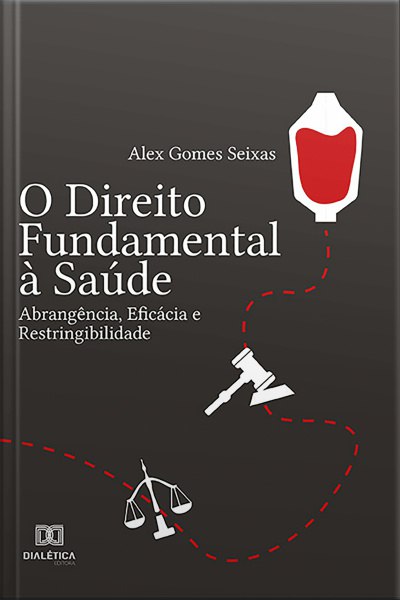 Alex Gomes Seixas
O Direito
Fundamental
à Saúde
Abrangência, Eficácia e
Restringibilidade
DIALÉTICA
EDITORA